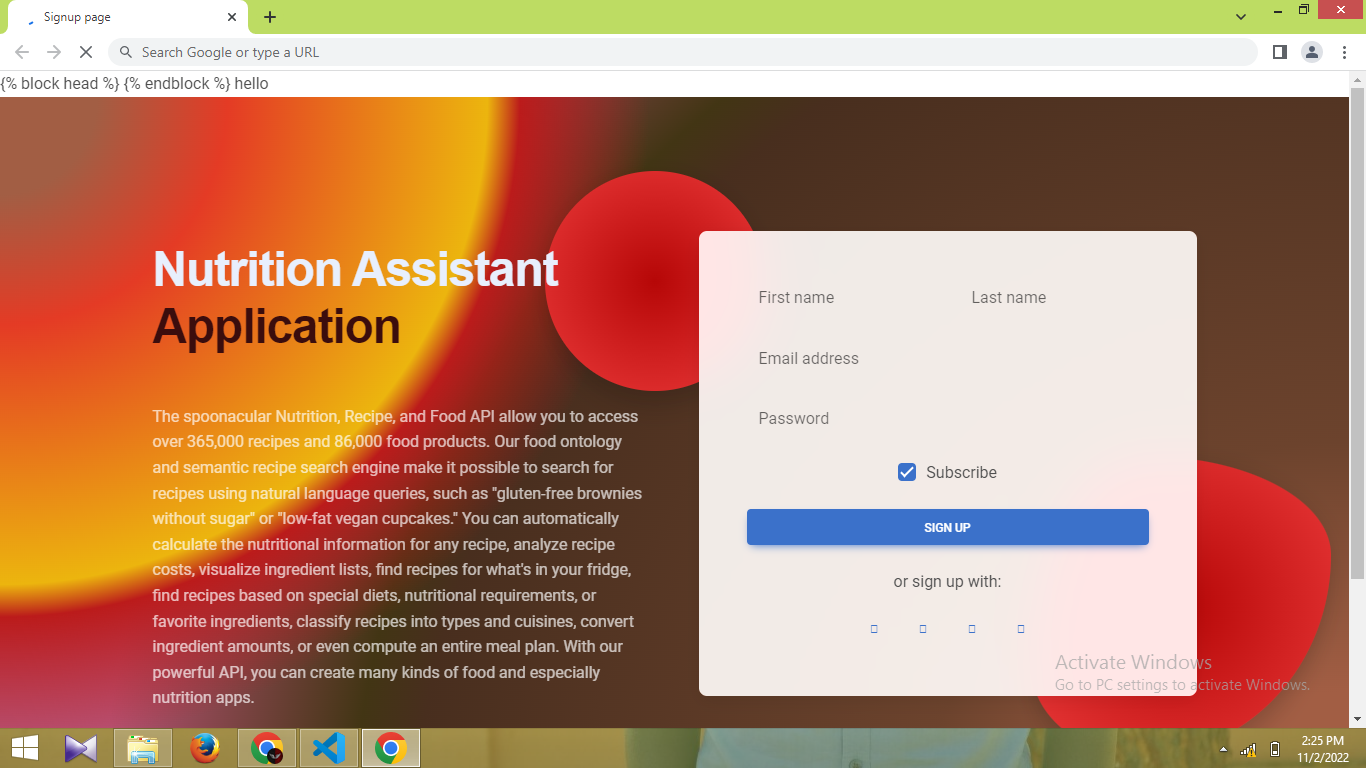 Signup page
Search Google or type a URL
{% block head %} {% endblock %} hello
Nutrition Assistant
Application
The spoonacular Nutrition, Recipe, and Food API allow you to access
over 365,000 recipes and 86,000 food products. Our food ontology
and semantic recipe search engine make it possible to search for
recipes using natural language queries, such as "gluten-free brownies
without sugar" or "low-fat vegan cupcakes." You can automatically
calculate the nutritional information for any recipe, analyze recipe
costs, visualize ingredient lists, find recipes for what's in your fridge,
find recipes based on special diets, nutritional requirements, or
favorite ingredients, classify recipes into types and cuisines, convert
ingredient amounts, or even compute an entire meal plan. With our
powerful API, you can create many kinds of food and especially
nutrition apps.
First name Last name
Email address
Password
Subscribe
SIGN UP
or sign up with:
Activate Windows
Go to PC settings to activate Windows.
2:25 PM
11/2/2022